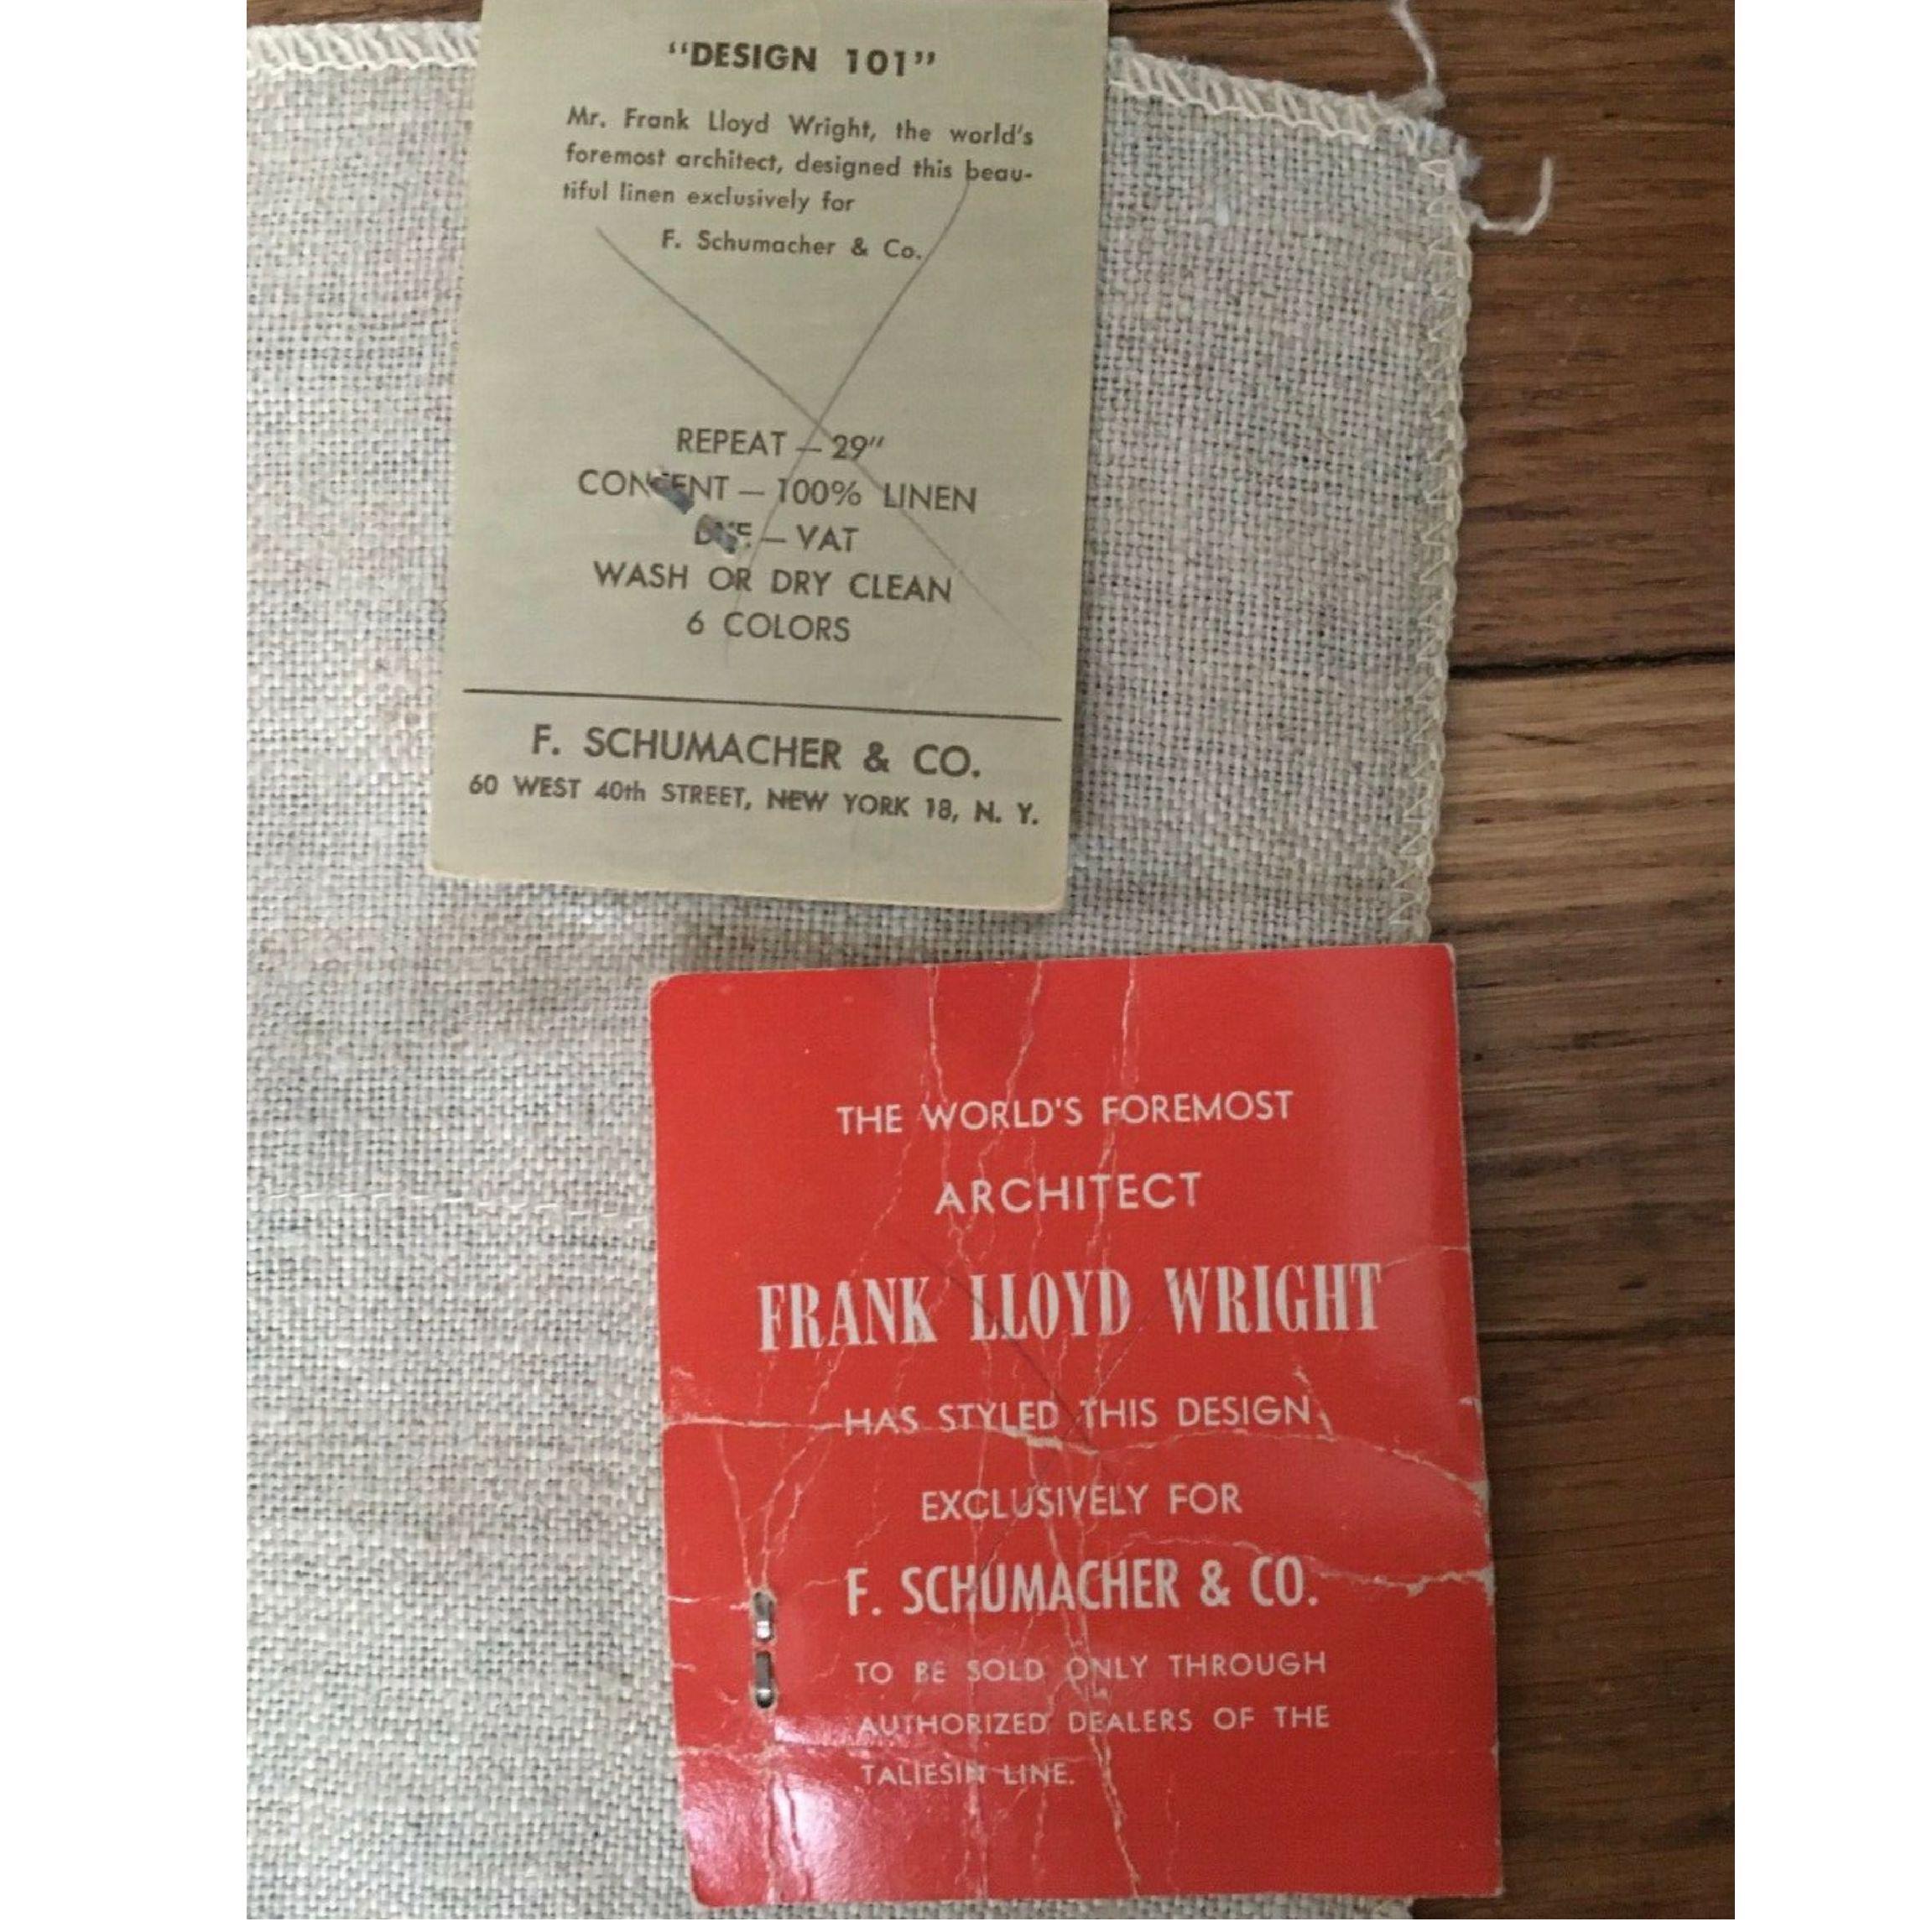 “DESIGN 101”
Mr. Frank Lloyd Wright, the world's
foremost architect, designed this beau-
tiful linen exclusively for
F. Schumacher & Co.
REPEAT — 29”
CONTENT — 100% LINEN
DYE — VAT
WASH OR DRY CLEAN
6 COLORS
F. SCHUMACHER & CO.
60 WEST 40th STREET, NEW YORK 18, N. Y.
THE WORLD'S FOREMOST
ARCHITECT
FRANK LLOYD WRIGHT
HAS STYLED THIS DESIGN
EXCLUSIVELY FOR
F. SCHUMACHER & CO.
TO BE SOLD ONLY THROUGH
AUTHORIZED DEALERS OF THE
TALIESIN LINE.